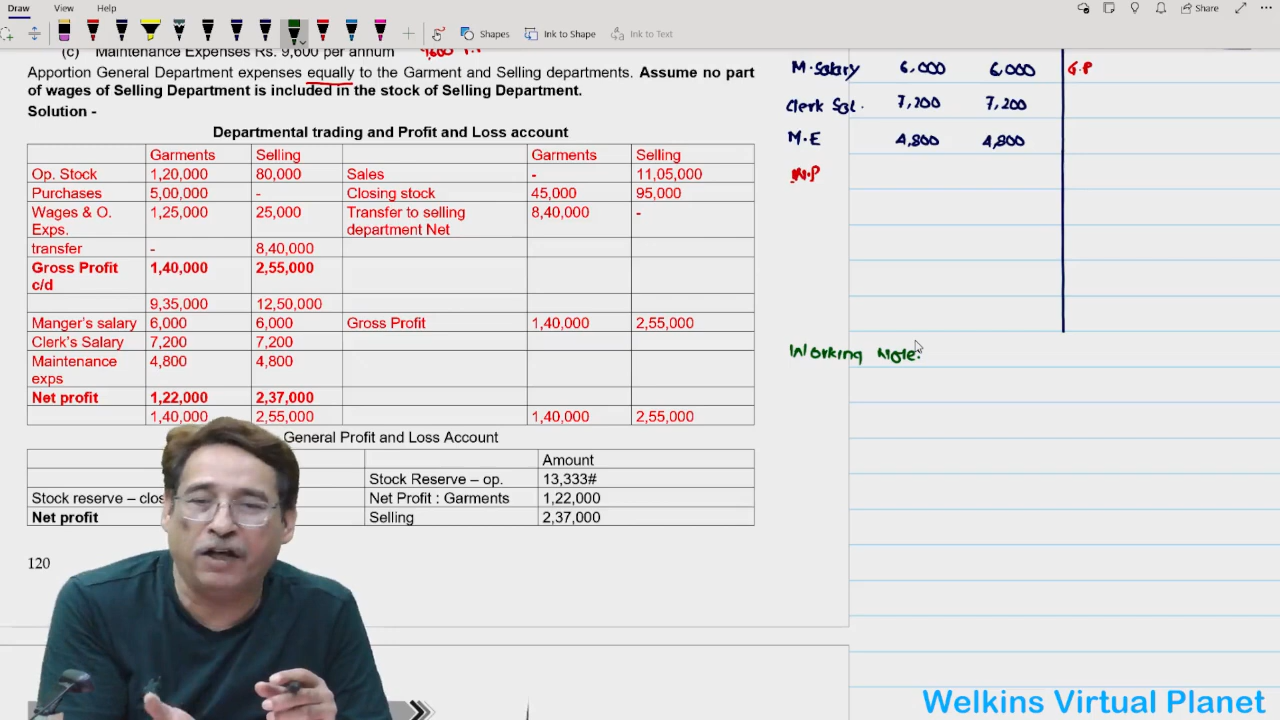 Draw View Help
Shapes Ink to Shape Ink to Text Share
(c) Maintenance Expenses Rs. 9,600 per annum
Apportion General Department expenses equally to the Garment and Selling departments. Assume no part
of wages of Selling Department is included in the stock of Selling Department.
Solution -
Departmental trading and Profit and Loss account
Garments Selling Garments Selling
Op. Stock 1,20,000 80,000 Sales - 11,05,000
Purchases 5,00,000 - Closing stock 45,000 95,000
Wages & O. 1,25,000 25,000 Transfer to selling 8,40,000 -
Exps. department Net
transfer - 8,40,000
Gross Profit 1,40,000 2,55,000
c/d
9,35,000 12,50,000
Manger's salary 6,000 6,000 Gross Profit 1,40,000 2,55,000
Clerk's Salary 7,200 7,200
Maintenance 4,800 4,800
exps
Net profit 1,22,000 2,37,000
1,40,000 2,55,000 1,40,000 2,55,000
General Profit and Loss Account
Amount
Stock Reserve – op. 13,333#
Stock reserve – clos Net Profit : Garments 1,22,000
Net profit Selling 2,37,000
120
M.Salary 6,000 6,000 G.P
Clerk Sal. 7,200 7,200
M.E 4,800 4,800
N.P
Working Note:
Welkins Virtual Planet